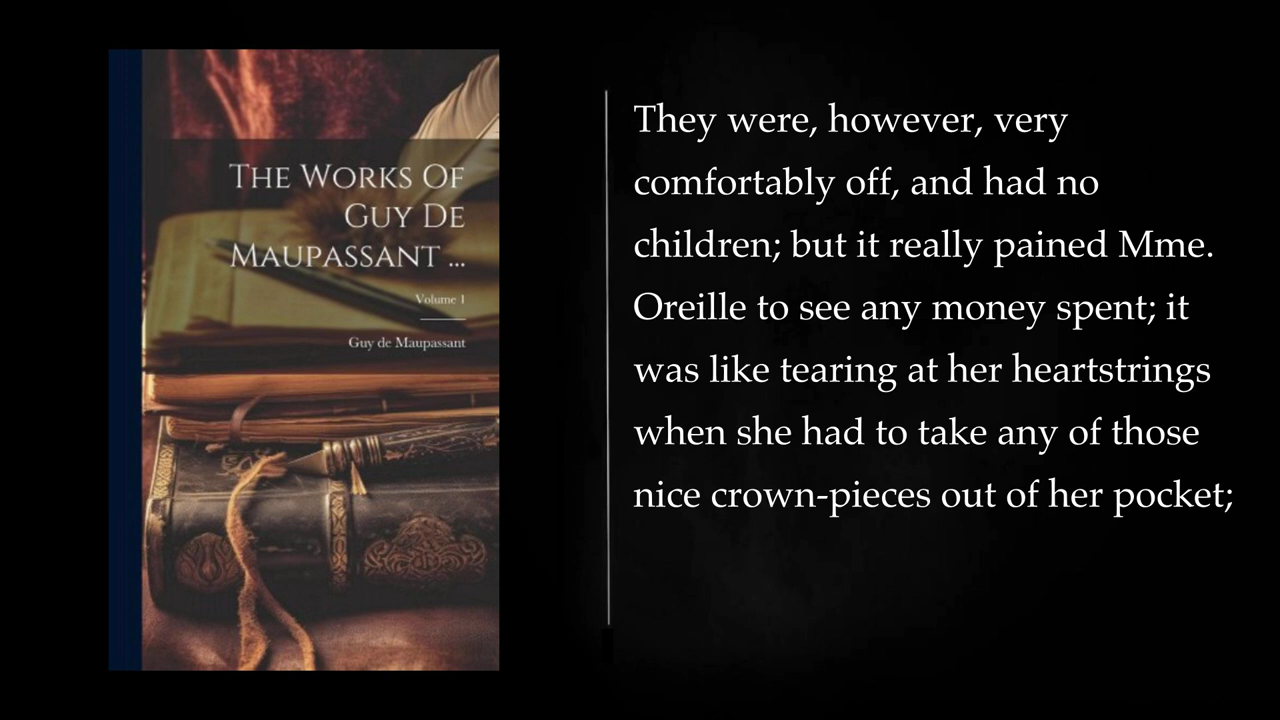 The Works Of
Guy De
Maupassant ...
Volume 1
Guy de Maupassant
They were, however, very
comfortably off, and had no
children; but it really pained Mme.
Oreille to see any money spent; it
was like tearing at her heartstrings
when she had to take any of those
nice crown-pieces out of her pocket;